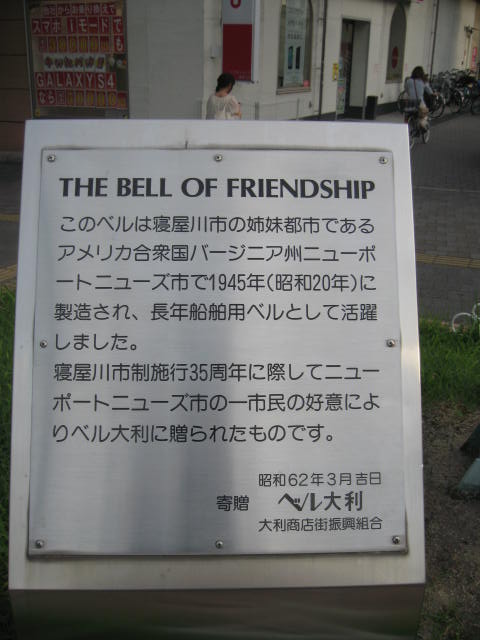 スマホ iモードでも
GALAXY S4
THE BELL OF FRIENDSHIP
このベルは寝屋川市の姉妹都市である
アメリカ合衆国バージニア州ニューポ
ートニューズ市で1945年(昭和20年)に
製造され、長年船舶用ベルとして活躍
しました。
寝屋川市制施行35周年に際してニュー
ポートニューズ市の一市民の好意によ
りベル大利に贈られたものです。
昭和62年3月吉日
寄贈 ベル大利
大利商店街振興組合